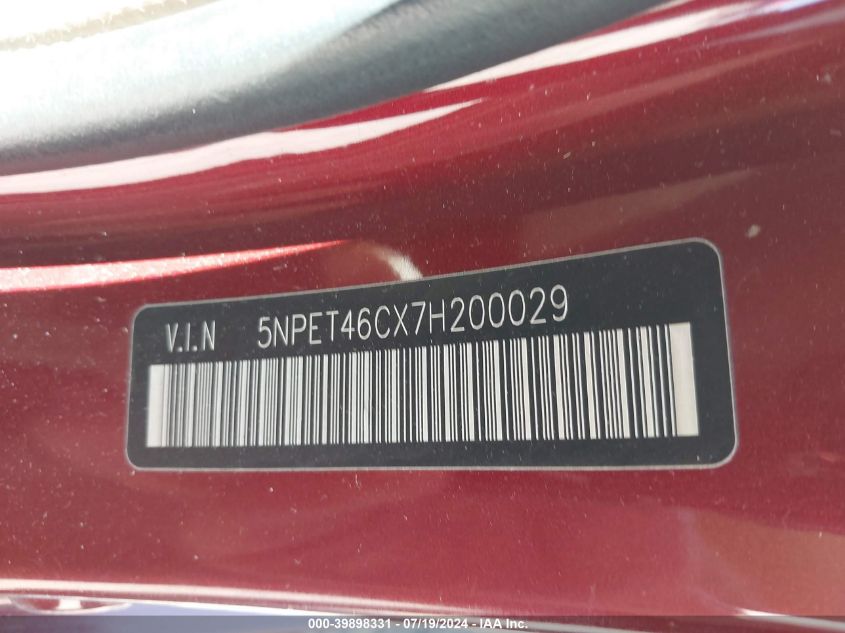 V.I.N 5NPET46CX7H200029
000-39898331 - 07/19/2024 - IAA Inc.